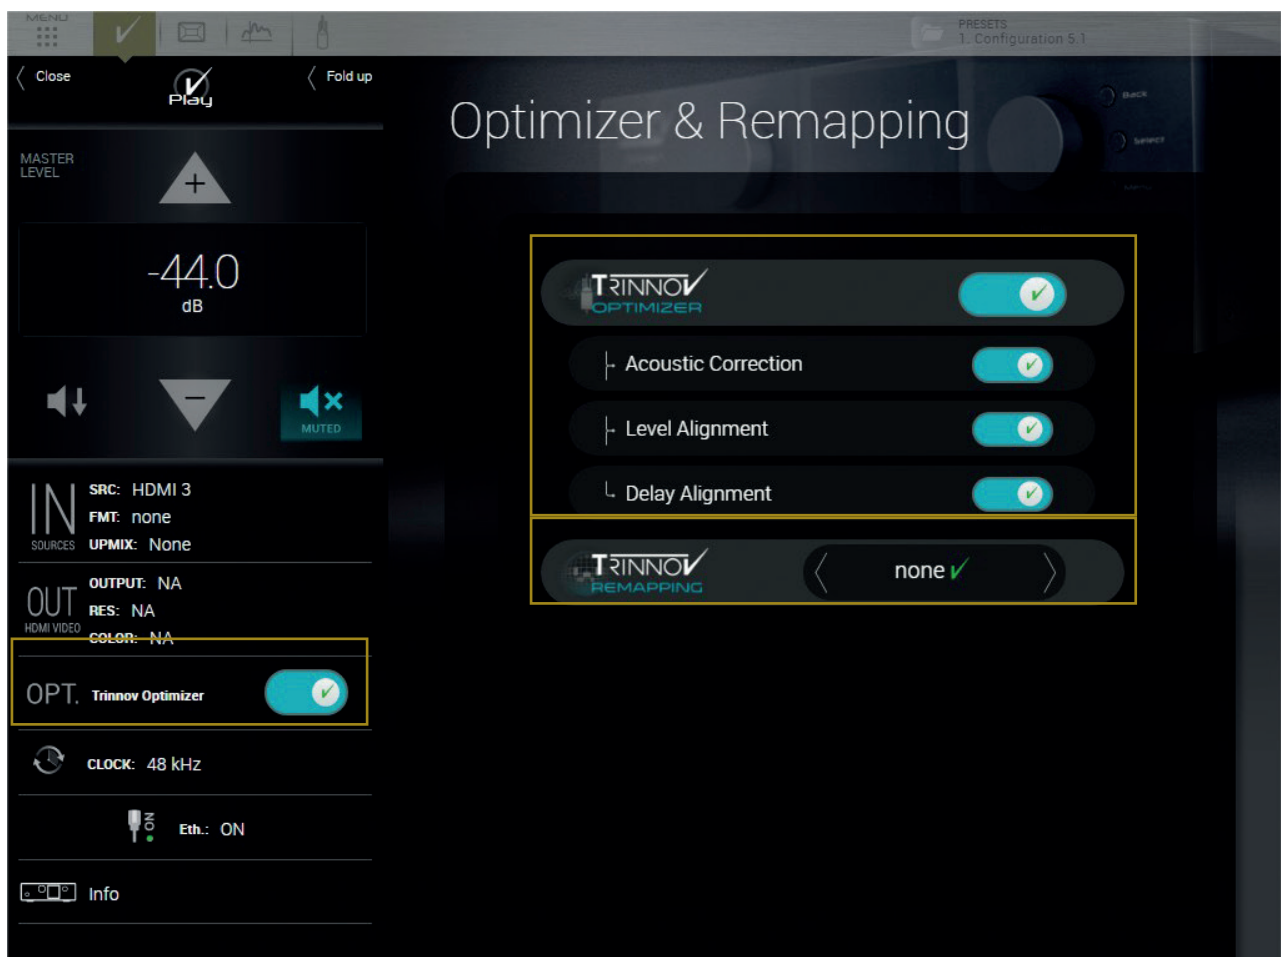 MENU
PRESETS
1. Configuration 5.1
Close
Play
Fold up
Optimizer & Remapping
Back
Select
MENU
MASTER
LEVEL
+
-44.0
dB
−
MUTED
TRINNOV
OPTIMIZER
Acoustic Correction
Level Alignment
Delay Alignment
TRINNOV
REMAPPING
none
IN
SOURCES
SRC: HDMI 3
FMT: none
UPMIX: None
OUT
HDMI VIDEO
OUTPUT: NA
RES: NA
COLOR: NA
OPT. Trinnov Optimizer
CLOCK: 48 kHz
ON
Eth.: ON
Info